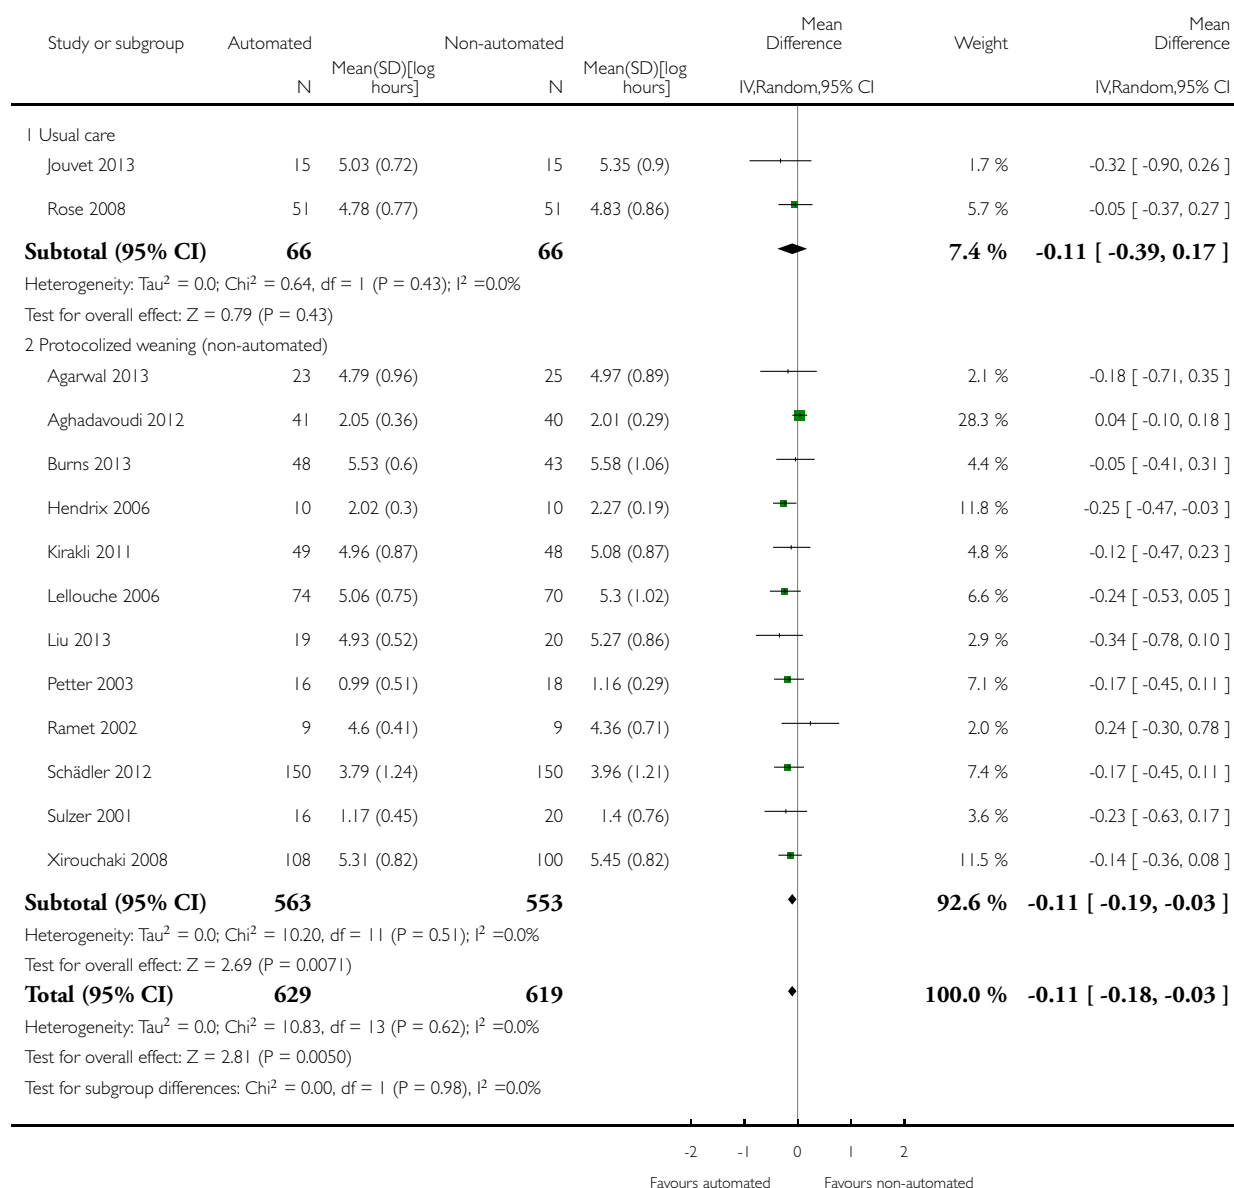 Study or subgroup Automated Non-automated Mean Difference Weight Mean Difference
N Mean(SD)[log hours] N Mean(SD)[log hours] IV,Random,95% CI IV,Random,95% CI
1 Usual care
Jouvet 2013 15 5.03 (0.72) 15 5.35 (0.9) 1.7 % -0.32 [ -0.90, 0.26 ]
Rose 2008 51 4.78 (0.77) 51 4.83 (0.86) 5.7 % -0.05 [ -0.37, 0.27 ]
Subtotal (95% CI) 66 66 7.4 % -0.11 [ -0.39, 0.17 ]
Heterogeneity: Tau² = 0.0; Chi² = 0.64, df = 1 (P = 0.43); I² =0.0%
Test for overall effect: Z = 0.79 (P = 0.43)
2 Protocolized weaning (non-automated)
Agarwal 2013 23 4.79 (0.96) 25 4.97 (0.89) 2.1 % -0.18 [ -0.71, 0.35 ]
Aghadavoudi 2012 41 2.05 (0.36) 40 2.01 (0.29) 28.3 % 0.04 [ -0.10, 0.18 ]
Burns 2013 48 5.53 (0.6) 43 5.58 (1.06) 4.4 % -0.05 [ -0.41, 0.31 ]
Hendrix 2006 10 2.02 (0.3) 10 2.27 (0.19) 11.8 % -0.25 [ -0.47, -0.03 ]
Kirakli 2011 49 4.96 (0.87) 48 5.08 (0.87) 4.8 % -0.12 [ -0.47, 0.23 ]
Lellouche 2006 74 5.06 (0.75) 70 5.3 (1.02) 6.6 % -0.24 [ -0.53, 0.05 ]
Liu 2013 19 4.93 (0.52) 20 5.27 (0.86) 2.9 % -0.34 [ -0.78, 0.10 ]
Petter 2003 16 0.99 (0.51) 18 1.16 (0.29) 7.1 % -0.17 [ -0.45, 0.11 ]
Ramet 2002 9 4.6 (0.41) 9 4.36 (0.71) 2.0 % 0.24 [ -0.30, 0.78 ]
Schädler 2012 150 3.79 (1.24) 150 3.96 (1.21) 7.4 % -0.17 [ -0.45, 0.11 ]
Sulzer 2001 16 1.17 (0.45) 20 1.4 (0.76) 3.6 % -0.23 [ -0.63, 0.17 ]
Xirouchaki 2008 108 5.31 (0.82) 100 5.45 (0.82) 11.5 % -0.14 [ -0.36, 0.08 ]
Subtotal (95% CI) 563 553 92.6 % -0.11 [ -0.19, -0.03 ]
Heterogeneity: Tau² = 0.0; Chi² = 10.20, df = 11 (P = 0.51); I² =0.0%
Test for overall effect: Z = 2.69 (P = 0.0071)
Total (95% CI) 629 619 100.0 % -0.11 [ -0.18, -0.03 ]
Heterogeneity: Tau² = 0.0; Chi² = 10.83, df = 13 (P = 0.62); I² =0.0%
Test for overall effect: Z = 2.81 (P = 0.0050)
Test for subgroup differences: Chi² = 0.00, df = 1 (P = 0.98), I² =0.0%
-2 -1 0 1 2
Favours automated Favours non-automated